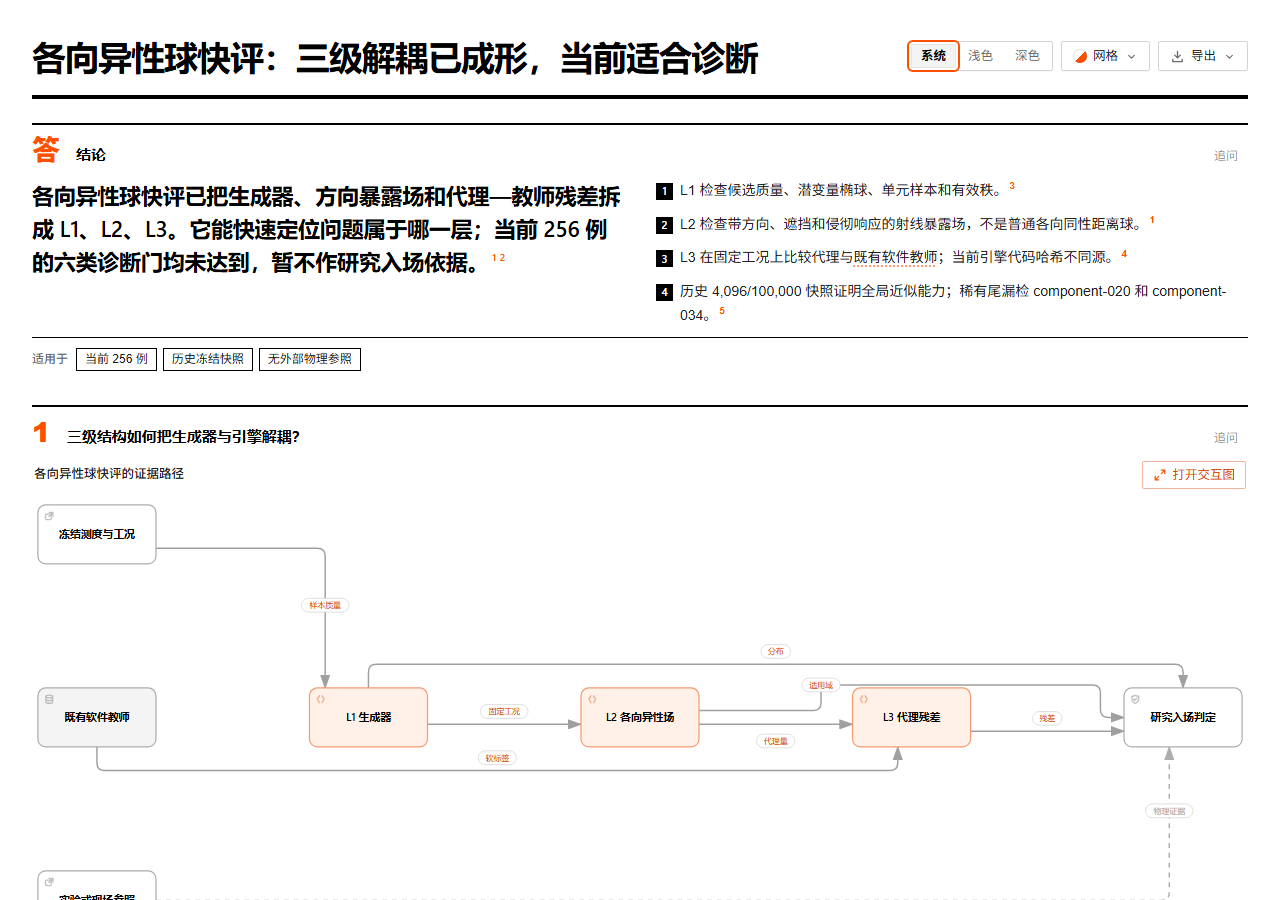 各向异性球快评：三级解耦已成形，当前适合诊断
系统 浅色 深色 网格 导出
答 结论 追问
各向异性球快评已把生成器、方向暴露场和代理—教师残差拆
成 L1、L2、L3。它能快速定位问题属于哪一层；当前 256 例
的六类诊断门均未达到，暂不作研究入场依据。 1 2
1 L1 检查候选质量、潜变量椭球、单元样本和有效秩。 3
2 L2 检查带方向、遮挡和侵彻响应的射线暴露场，不是普通各向同性距离球。 1
3 L3 在固定工况上比较代理与既有软件教师；当前引擎代码哈希不同源。 4
4 历史 4,096/100,000 快照证明全局近似能力；稀有尾漏检 component-020 和 component-
034。 5
适用于 当前 256 例 历史冻结快照 无外部物理参照
1 三级结构如何把生成器与引擎解耦？ 追问
各向异性球快评的证据路径 打开交互图
冻结测度与工况
样本质量
分布
适用域
既有软件教师 L1 生成器 固定工况 L2 各向异性场 代理量 L3 代理残差 残差 研究入场判定
软标签
物理证据
实验或现场参照